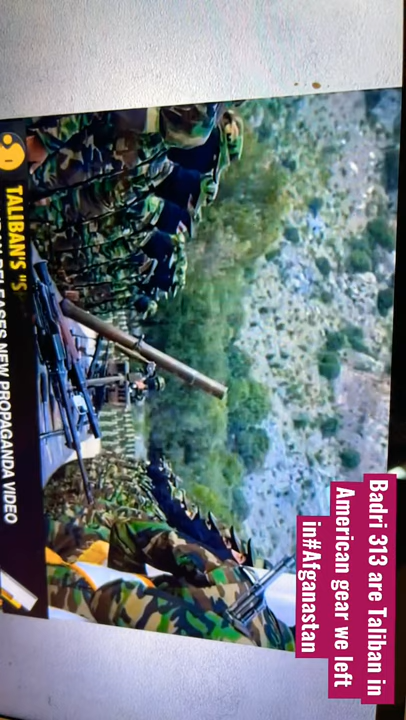 Badri 313 are Taliban in
American gear we left
in#Afganastan
TALIBAN'S 'S
RELEASES NEW PROPAGANDA VIDEO